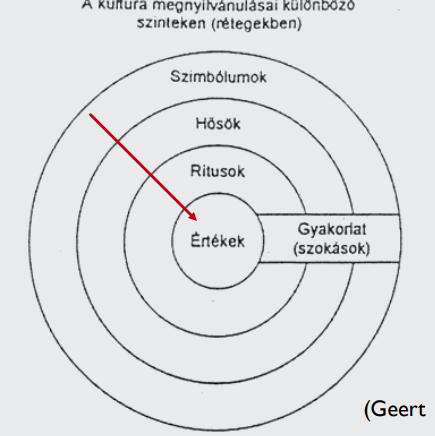 A kultúra megnyilvánulásai különböző
szinteken (rétegekben)
Szimbólumok
Hősök
Ritusok
Értékek
Gyakorlat
(szokások)
(Geert